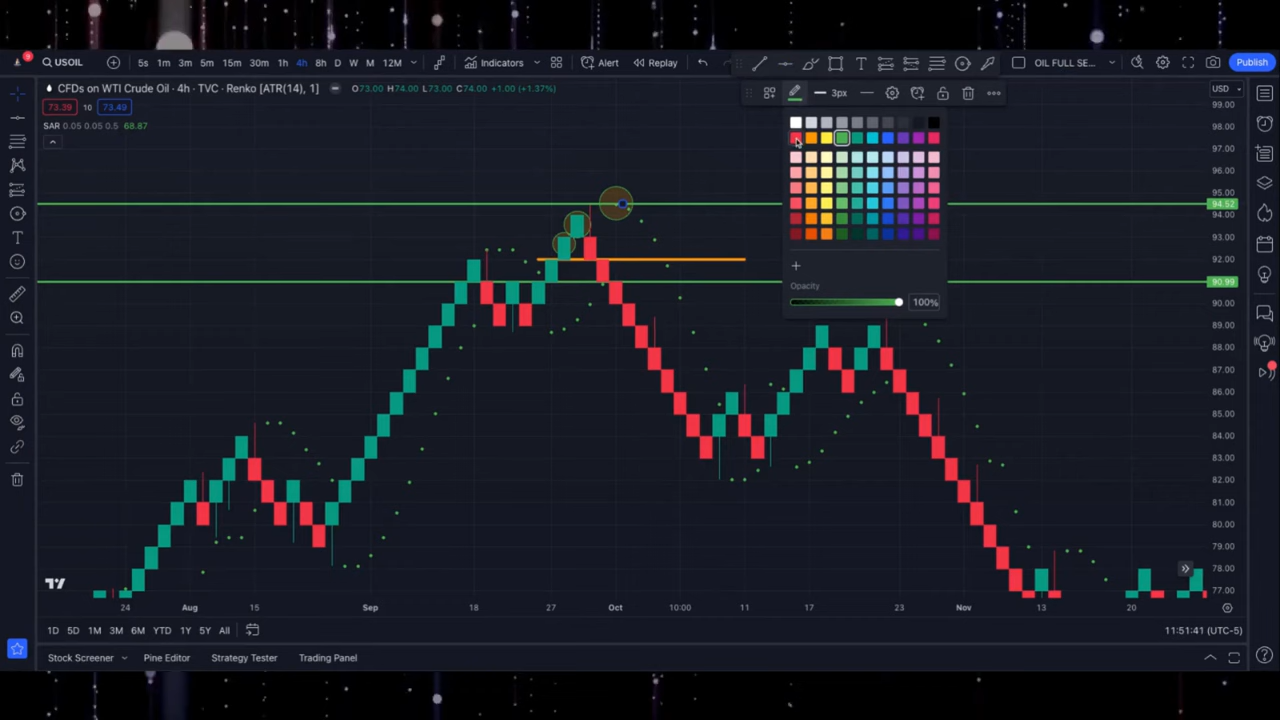 USOIL 5s 1m 3m 5m 15m 30m 1h 4h 8h D W M 12M Indicators Alert Replay OIL FULL SE... Publish
3px
CFDs on WTI Crude Oil · 4h · TVC · Renko [ATR(14), 1] O73.00 H74.00 L73.00 C74.00 +1.00 (+1.37%) USD
73.39 10 73.49
SAR 0.05 0.05 0.5 68.87
99.00
98.00
97.00
96.00
95.00
94.52
94.00
93.00
92.00
90.99
90.00
89.00
88.00
87.00
86.00
85.00
84.00
83.00
82.00
81.00
80.00
79.00
78.00
77.00
Opacity
100%
24 Aug 15 Sep 18 27 Oct 10:00 11 17 23 Nov 13 20
1D 5D 1M 3M 6M YTD 1Y 5Y All 11:51:41 (UTC-5)
Stock Screener Pine Editor Strategy Tester Trading Panel